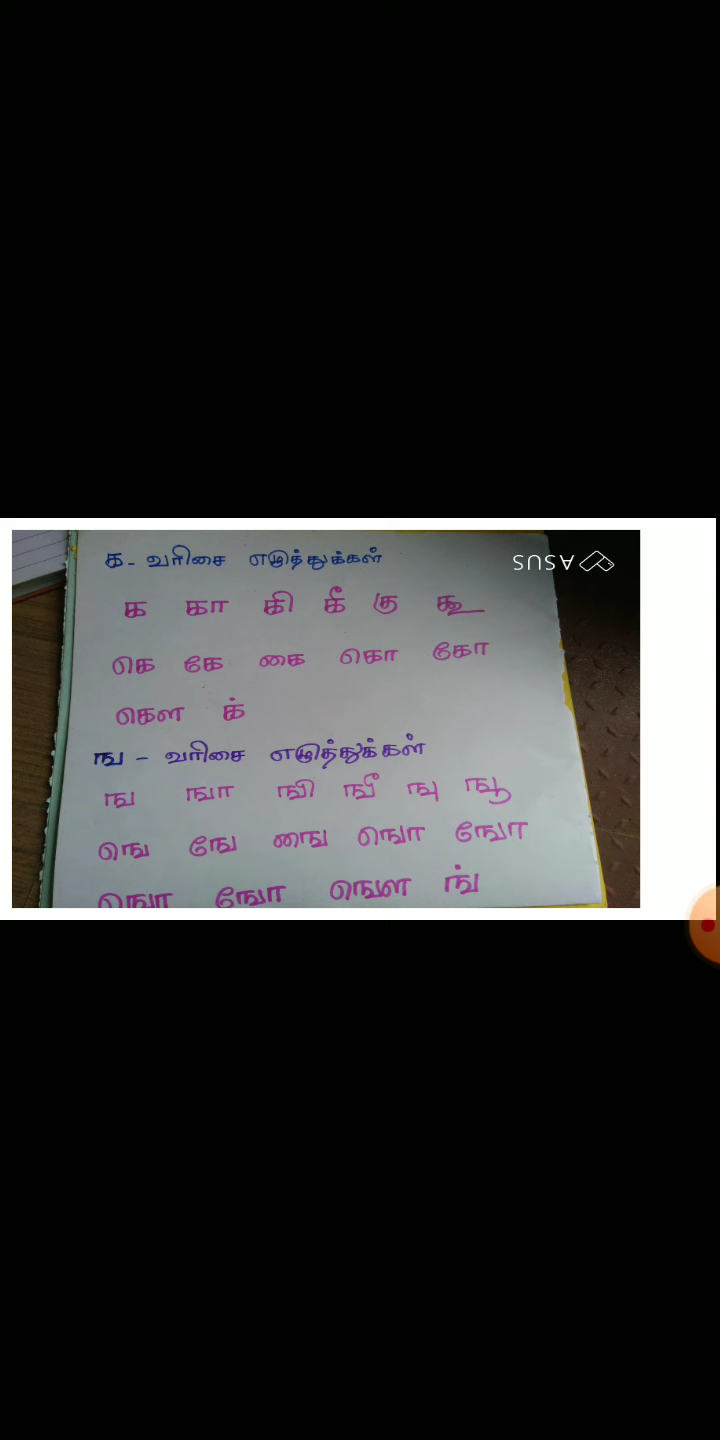 க - வரிசை எழுத்துக்கள்
ASUS
க கா கி கீ கு கூ
கெ கே கை கொ கோ
கௌ க்
ங - வரிசை எழுத்துக்கள்
ங ஙா ஙி ஙீ ஙு ஙூ
ஙெ ஙே ஙை ஙொ ஙோ
ஙொ ஙோ ஙௌ ங்